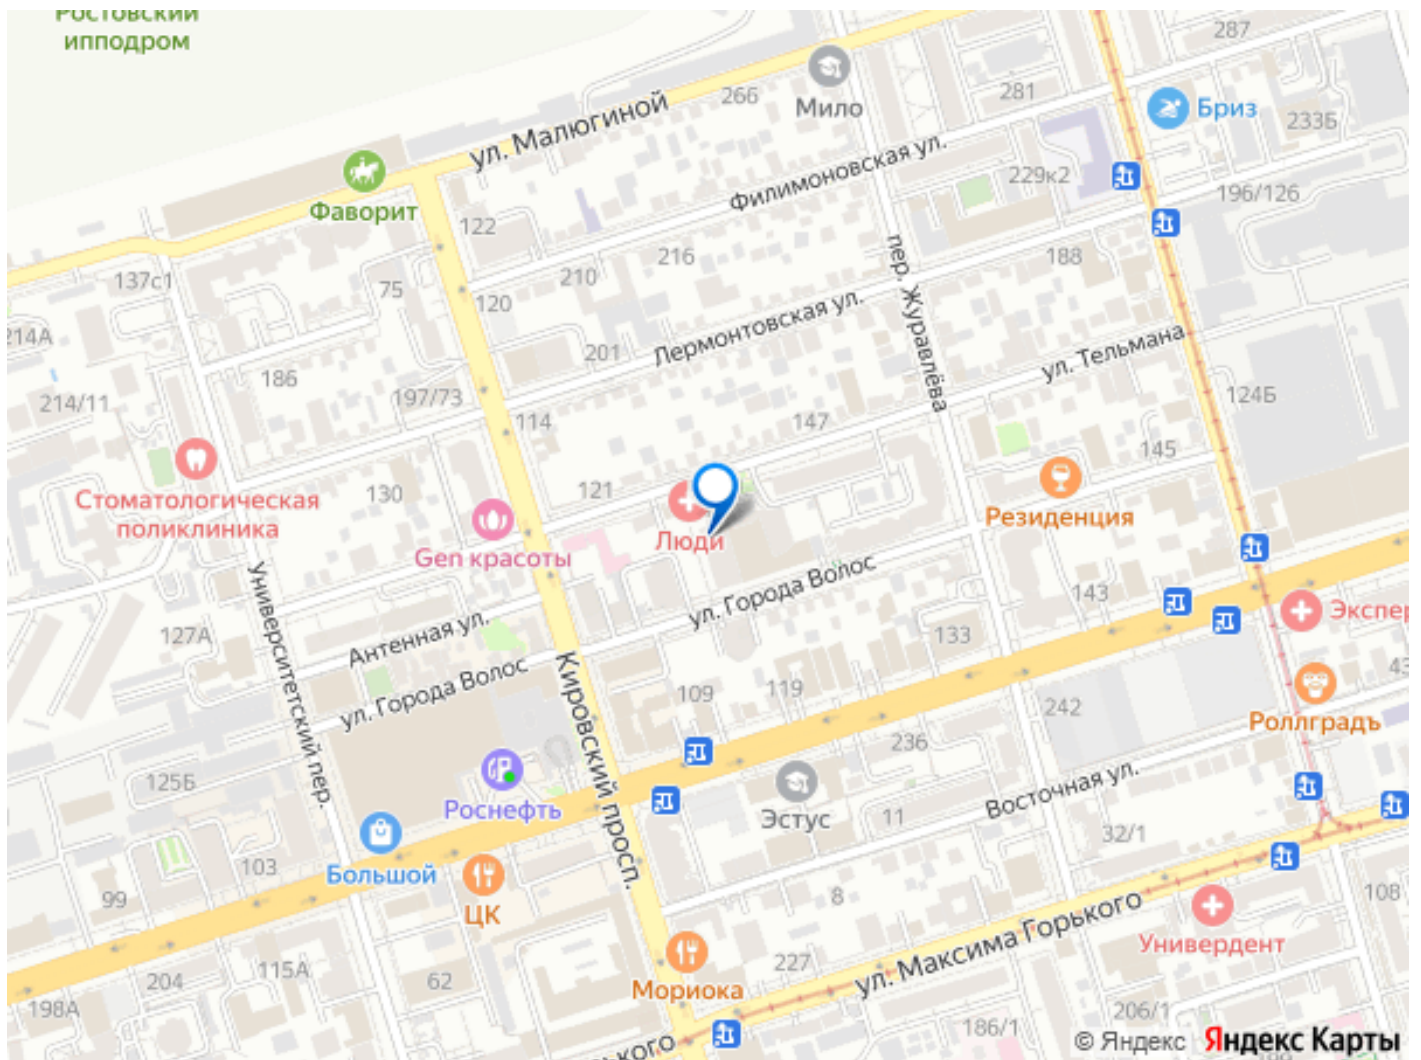 Ростовский
ипподром
287
266
281
Мило
Бриз
233Б
ул. Малюгиной
Филимоновская ул.
229к2
196/126
Фаворит
122
216
210
пер. Журавлёва
188
137с1
75
120
214А
Лермонтовская ул.
201
ул. Тельмана
186
197/73
214/11
114
147
124Б
145
Стоматологическая
поликлиника
130
121
Люди
Резиденция
Gen красоты
Университетский пер.
ул. Города Волос
143
127А
Антенная ул.
133
Экспер
ул. Города Волос
Кировский просп.
109
119
43
242
Роллградъ
236
125Б
Роснефть
Эстус
Восточная ул.
11
32/1
103
Большой
99
ЦК
8
108
ул. Максима Горького
Универдент
227
115А
204
62
Мориока
198А
206/1
186/1
ького
© Яндекс Яндекс Карты